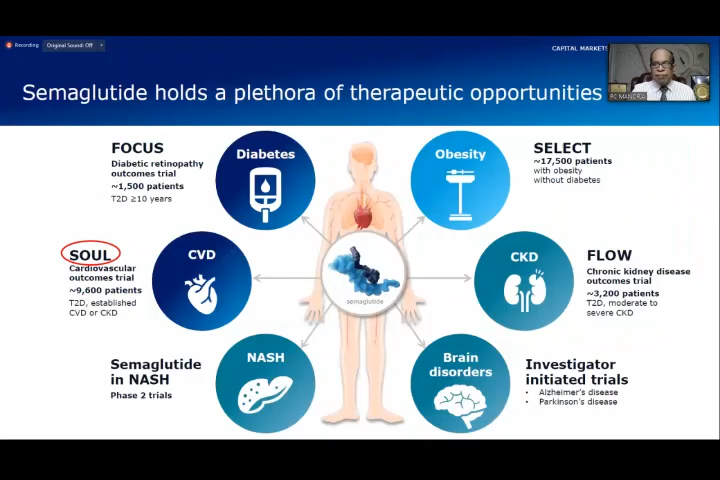 Recording
Original Sound: Off
CAPITAL MARKETS
Semaglutide holds a plethora of therapeutic opportunities
FOCUS
Diabetic retinopathy
outcomes trial
~1,500 patients
T2D ≥10 years
Diabetes
Obesity
SELECT
~17,500 patients
with obesity
without diabetes
SOUL
Cardiovascular
outcomes trial
~9,600 patients
T2D, established
CVD or CKD
CVD
semaglutide
CKD
FLOW
Chronic kidney disease
outcomes trial
~3,200 patients
T2D, moderate to
severe CKD
Semaglutide
in NASH
Phase 2 trials
NASH
Brain
disorders
Investigator
initiated trials
• Alzheimer's disease
• Parkinson's disease